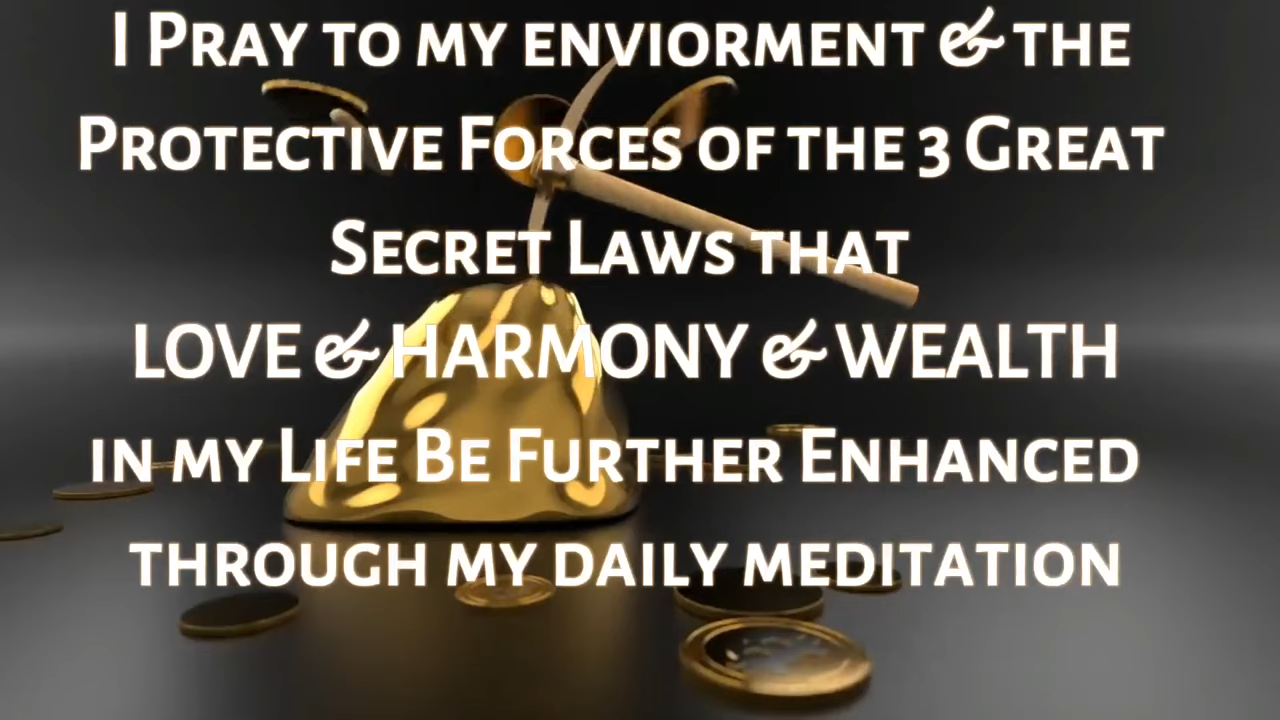 I Pray to my enviorment & the
Protective Forces of the 3 Great
Secret Laws that
LOVE & HARMONY & WEALTH
in my Life Be Further Enhanced
through my daily meditation